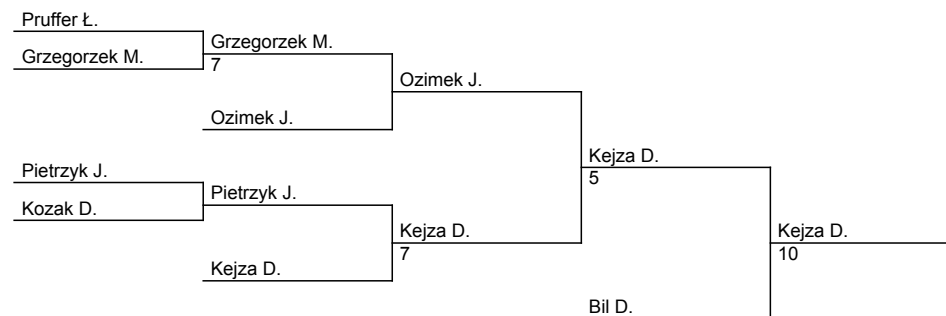 Pruffer Ł.
Grzegorzek M.
Grzegorzek M.
7
Ozimek J.
Ozimek J.
Pietrzyk J.
Kozak D.
Pietrzyk J.
Kejza D.
7
Kejza D.
Kejza D.
5
Bil D.
Kejza D.
10